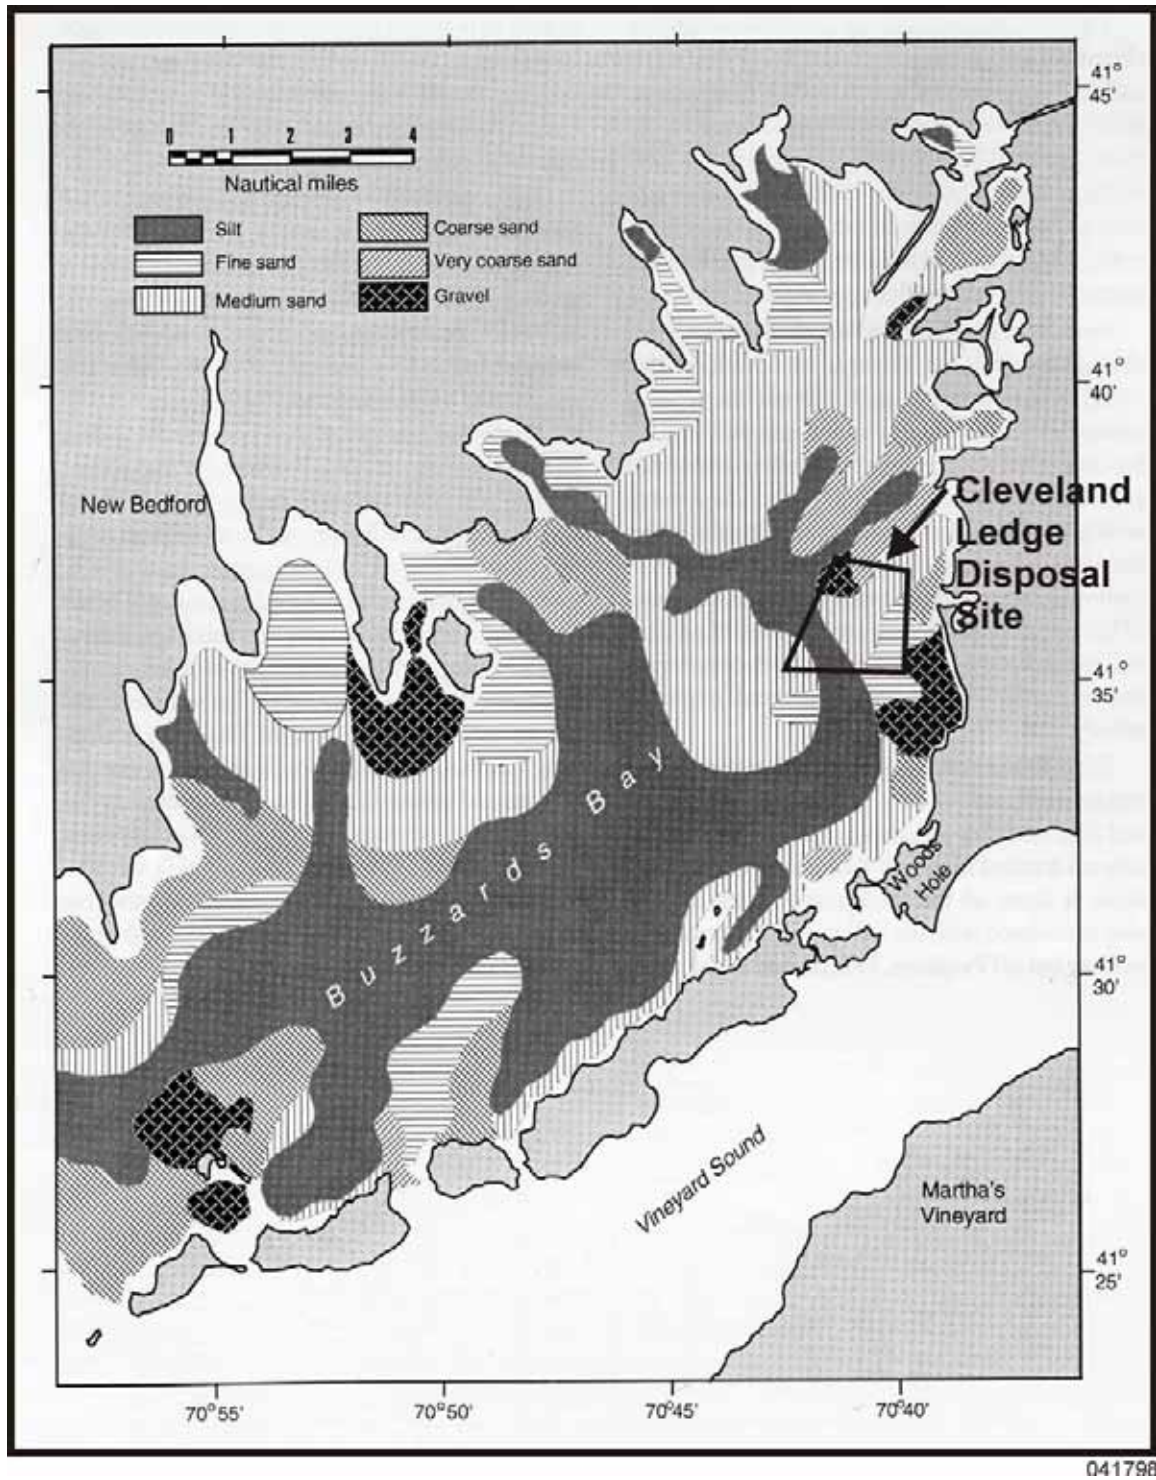 0 1 2 3 4
Nautical miles
Silt
Fine sand
Medium sand
Coarse sand
Very coarse sand
Gravel
41°
45'
41°
40'
New Bedford
Cleveland
Ledge
Disposal
Site
41°
35'
Buzzards Bay
Woods
Hole
41°
30'
Vineyard Sound
Martha's
Vineyard
41°
25'
70°55'
70°50'
70°45'
70°40'
041798